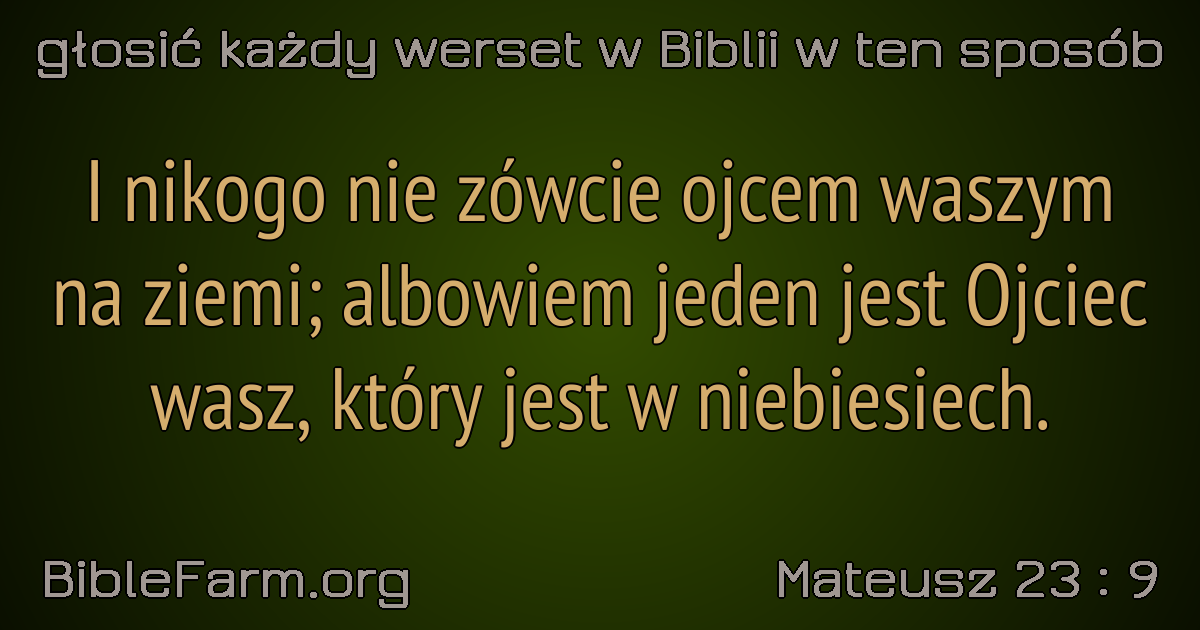 głosić każdy werset w Biblii w ten sposób
I nikogo nie zówcie ojcem waszym
na ziemi; albowiem jeden jest Ojciec
wasz, który jest w niebiesiech.
BibleFarm.org
Mateusz 23 : 9